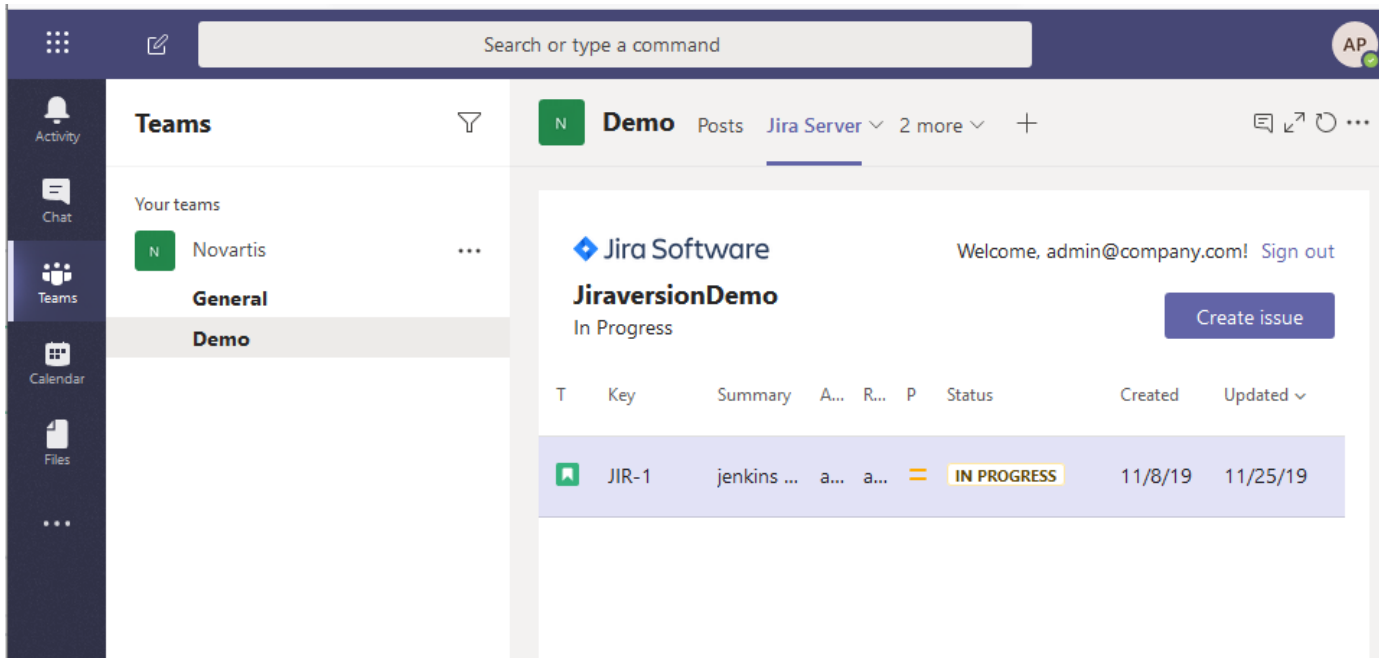 Search or type a command
AP
Activity
Chat
Teams
Calendar
Files
Teams
Your teams
N Novartis
General
Demo
N Demo Posts Jira Server 2 more
Jira Software
Welcome, admin@company.com! Sign out
JiraversionDemo
In Progress
Create issue
T Key Summary A... R... P Status Created Updated
JIR-1 jenkins ... a... a... IN PROGRESS 11/8/19 11/25/19